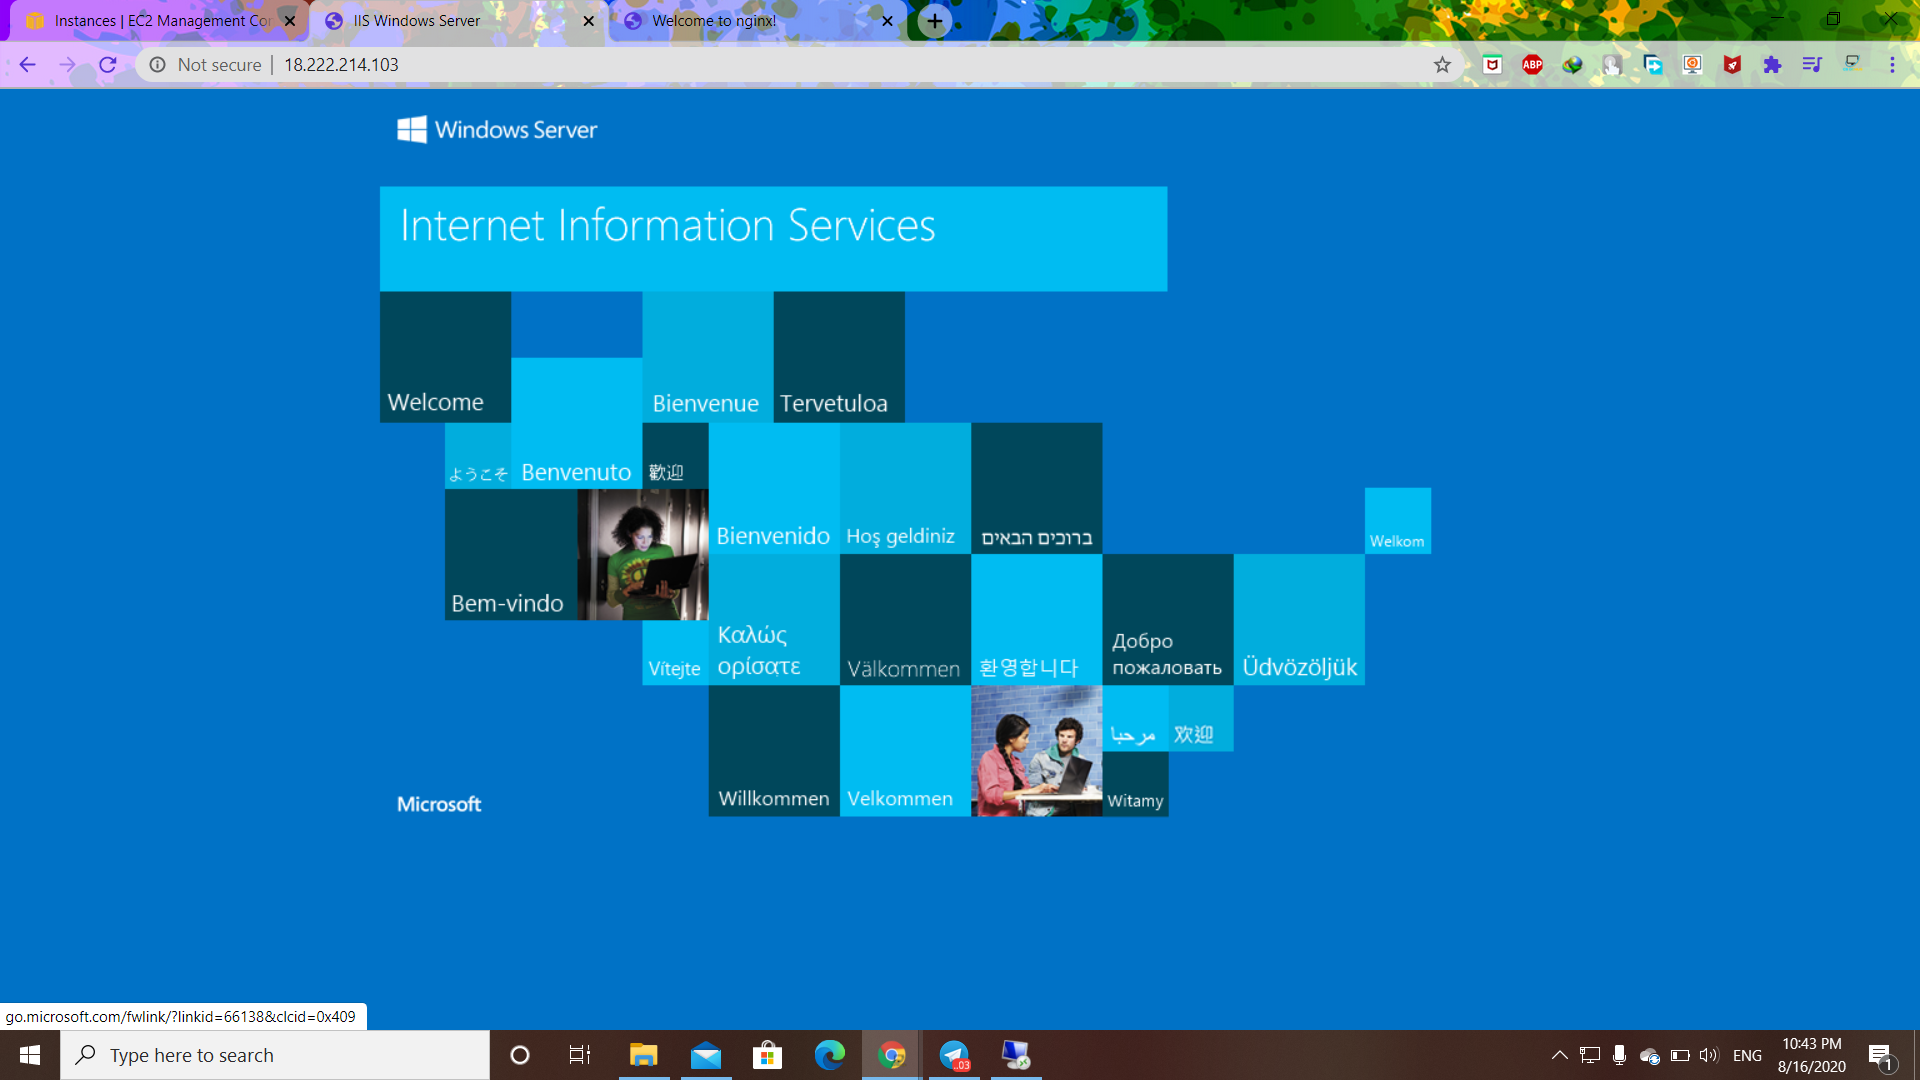 Instances | EC2 Management Con
IIS Windows Server
Welcome to nginx!
Not secure
18.222.214.103
ABP
Windows Server
Internet Information Services
Welcome
Bienvenue
Tervetuloa
ようこそ
Benvenuto
歡迎
Bienvenido
Hoş geldiniz
ברוכים הבאים
Welkom
Bem-vindo
Vítejte
Καλώς
ορίσατε
Välkommen
환영합니다
Добро
пожаловать
Üdvözöljük
Willkommen
Velkommen
مرحبا
欢迎
Witamy
Microsoft
go.microsoft.com/fwlink/?linkid=66138&clcid=0x409
Type here to search
..03
ENG
10:43 PM
8/16/2020
1